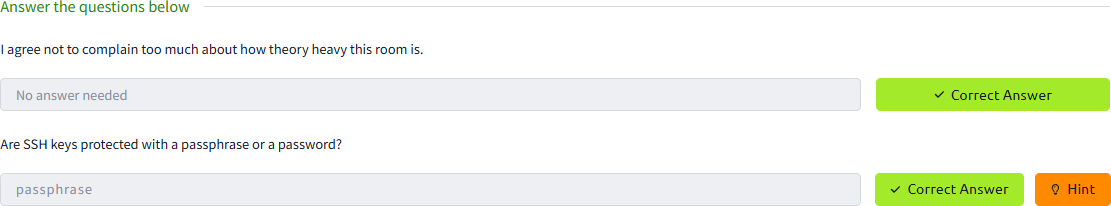 Answer the questions below
I agree not to complain too much about how theory heavy this room is.
No answer needed
Correct Answer
Are SSH keys protected with a passphrase or a password?
passphrase
Correct Answer
Hint